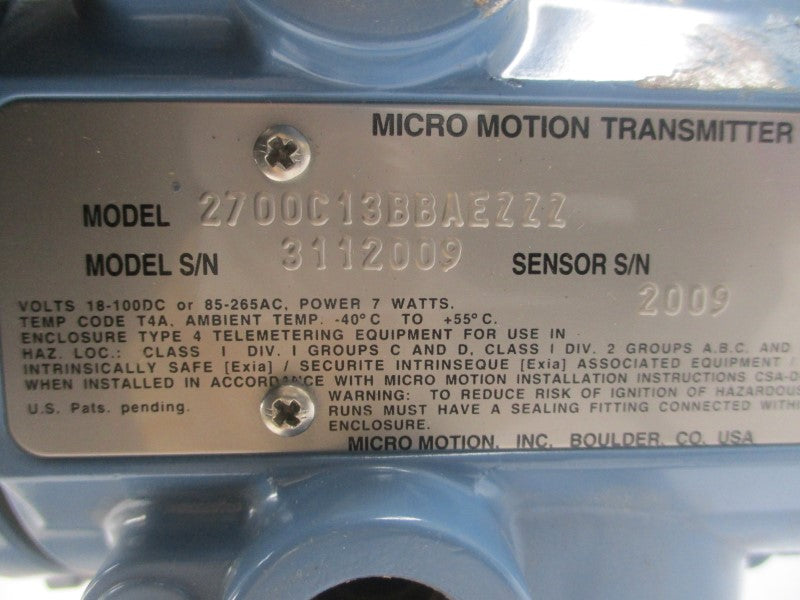 MICRO MOTION TRANSMITTER
MODEL 2700C13BBAEZZZ
MODEL S/N 3112009 SENSOR S/N 2009
VOLTS 18-100DC or 85-265AC, POWER 7 WATTS.
TEMP CODE T4A, AMBIENT TEMP. -40°C TO +55°C.
ENCLOSURE TYPE 4 TELEMETERING EQUIPMENT FOR USE IN
HAZ. LOC.: CLASS I DIV. I GROUPS C AND D, CLASS I DIV. 2 GROUPS A.B.C. AND
INTRINSICALLY SAFE [Exia] / SECURITE INTRINSEQUE [Exia] ASSOCIATED EQUIPMENT /
WHEN INSTALLED IN ACCORDANCE WITH MICRO MOTION INSTALLATION INSTRUCTIONS CSA-D
WARNING: TO REDUCE RISK OF IGNITION OF HAZARDOUS
U.S. Pats. pending. RUNS MUST HAVE A SEALING FITTING CONNECTED WITHI
ENCLOSURE.
MICRO MOTION, INC. BOULDER, CO. USA